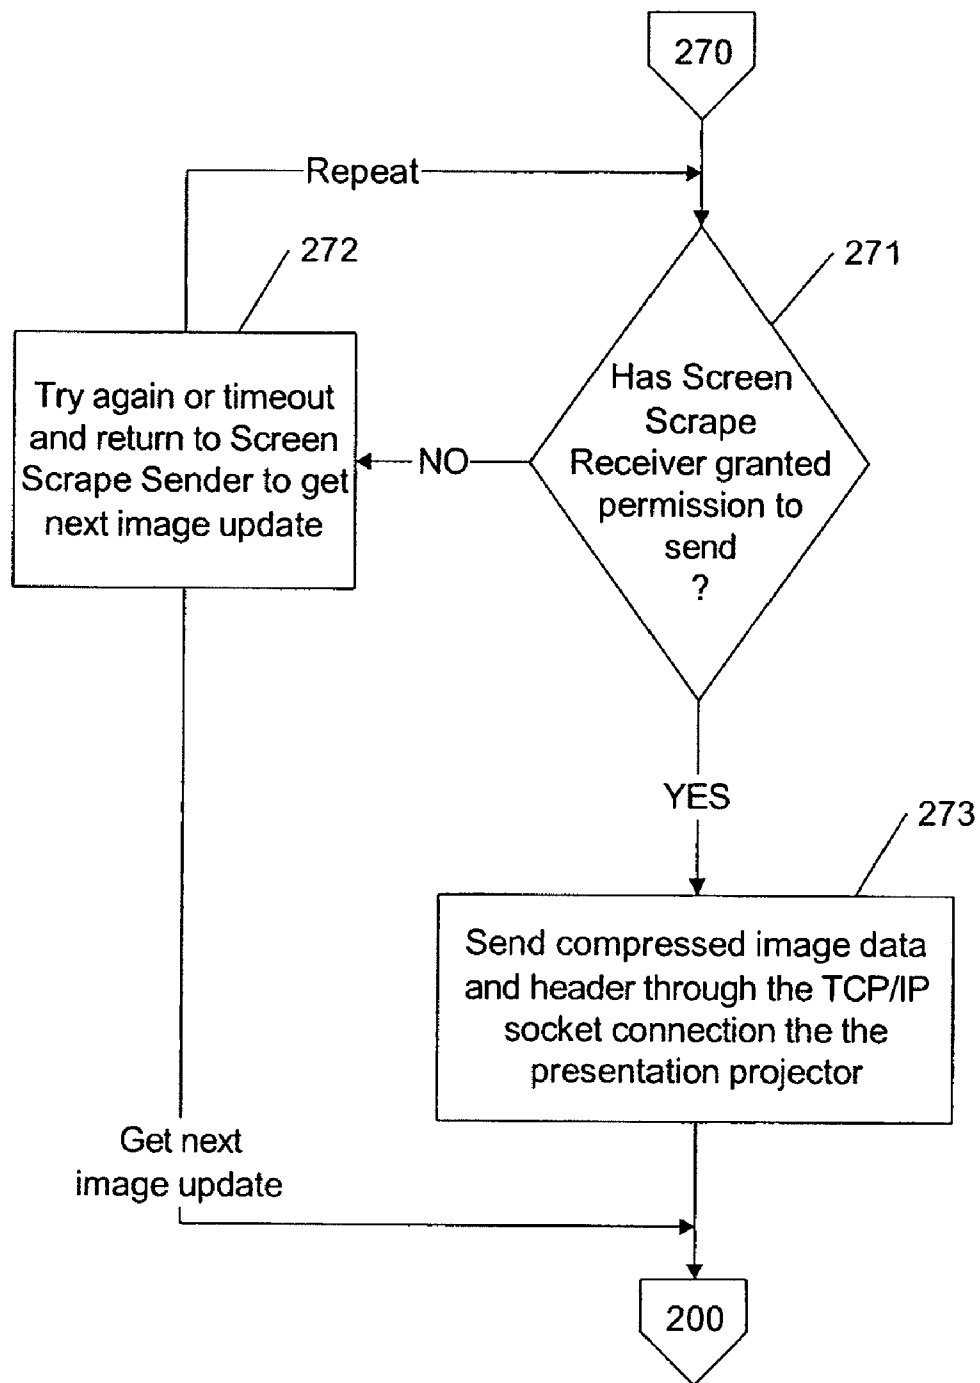 270
Repeat
272
271
Has Screen
Scrape
Receiver granted
permission to
send
?
Try again or timeout
and return to Screen
Scrape Sender to get
next image update
NO
YES
273
Send compressed image data
and header through the TCP/IP
socket connection the the
presentation projector
Get next
image update
200